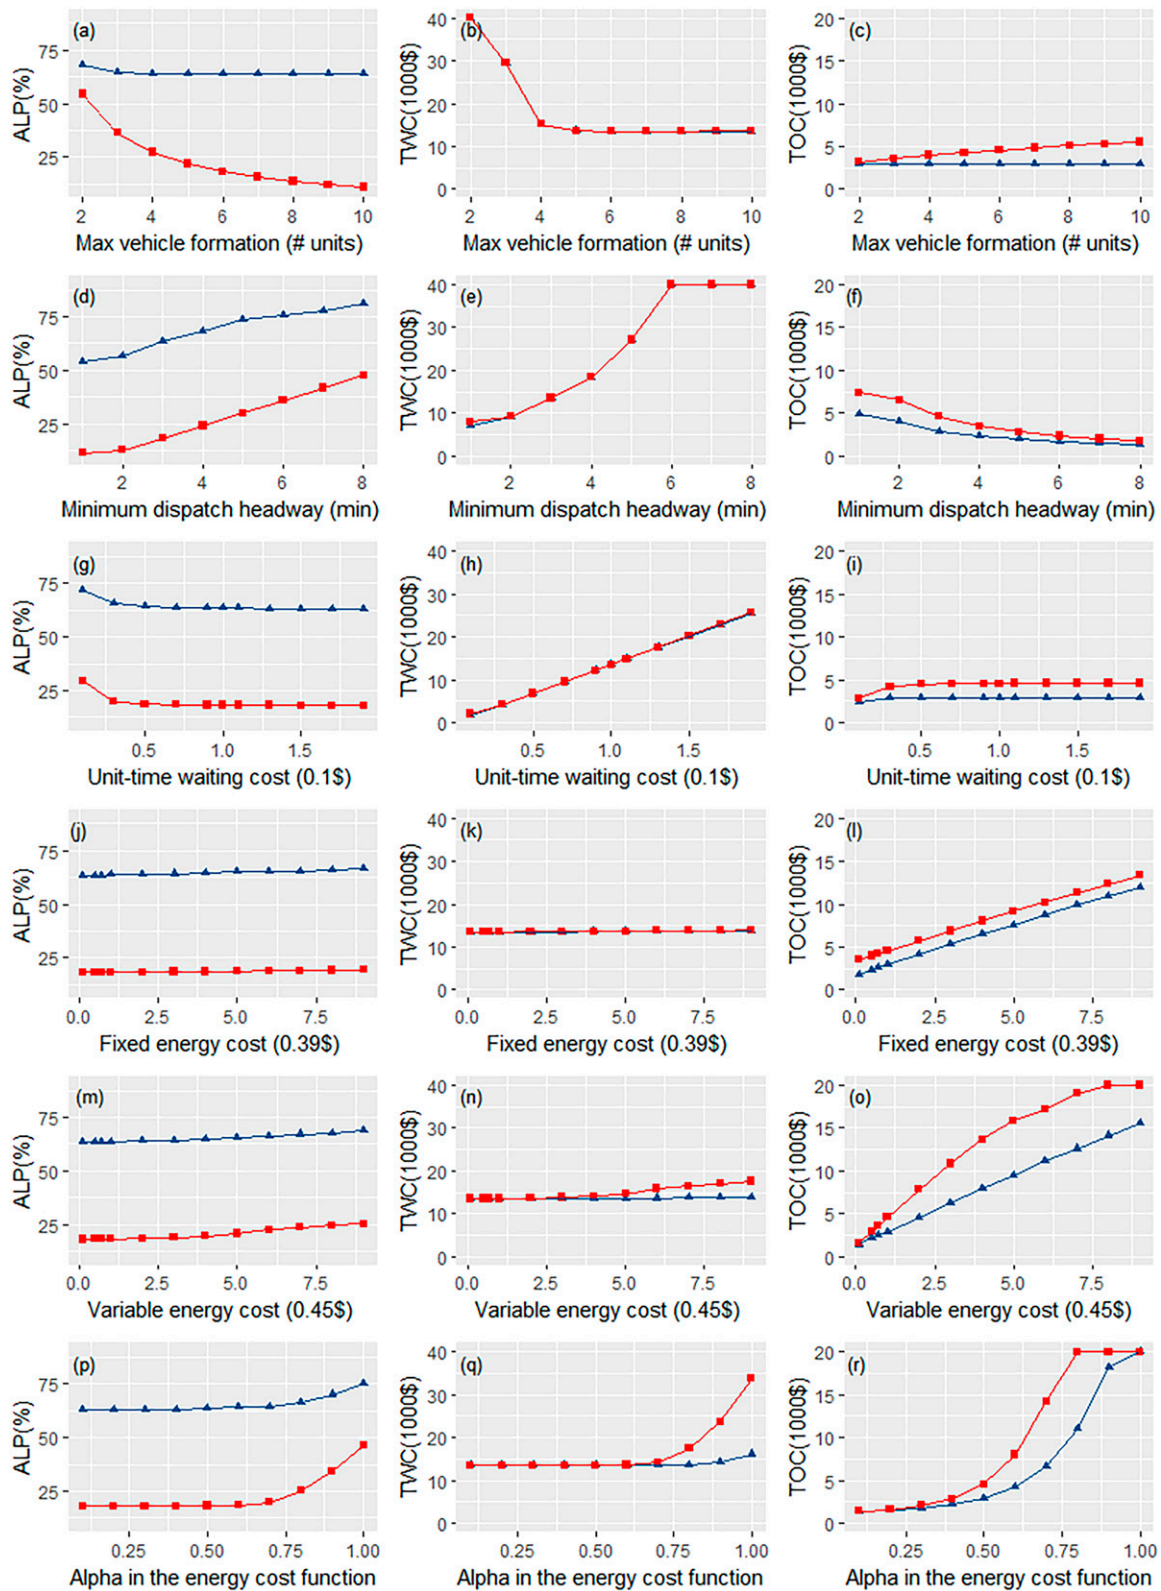 (a)
ALP(%)
75
50
25
2
4
6
8
10
Max vehicle formation (# units)
(b)
TWC(1000$)
40
30
20
10
0
2
4
6
8
10
Max vehicle formation (# units)
(c)
TOC(1000$)
20
15
10
5
0
2
4
6
8
10
Max vehicle formation (# units)
(d)
ALP(%)
75
50
25
2
4
6
8
Minimum dispatch headway (min)
(e)
TWC(1000$)
40
30
20
10
0
2
4
6
8
Minimum dispatch headway (min)
(f)
TOC(1000$)
20
15
10
5
0
2
4
6
8
Minimum dispatch headway (min)
(g)
ALP(%)
75
50
25
0.5
1.0
1.5
Unit-time waiting cost (0.1$)
(h)
TWC(1000$)
40
30
20
10
0
0.5
1.0
1.5
Unit-time waiting cost (0.1$)
(i)
TOC(1000$)
20
15
10
5
0
0.5
1.0
1.5
Unit-time waiting cost (0.1$)
(j)
ALP(%)
75
50
25
0.0
2.5
5.0
7.5
Fixed energy cost (0.39$)
(k)
TWC(1000$)
40
30
20
10
0
0.0
2.5
5.0
7.5
Fixed energy cost (0.39$)
(l)
TOC(1000$)
20
15
10
5
0
0.0
2.5
5.0
7.5
Fixed energy cost (0.39$)
(m)
ALP(%)
75
50
25
0.0
2.5
5.0
7.5
Variable energy cost (0.45$)
(n)
TWC(1000$)
40
30
20
10
0
0.0
2.5
5.0
7.5
Variable energy cost (0.45$)
(o)
TOC(1000$)
20
15
10
5
0
0.0
2.5
5.0
7.5
Variable energy cost (0.45$)
(p)
ALP(%)
75
50
25
0.25
0.50
0.75
1.00
Alpha in the energy cost function
(q)
TWC(1000$)
40
30
20
10
0
0.25
0.50
0.75
1.00
Alpha in the energy cost function
(r)
TOC(1000$)
20
15
10
5
0
0.25
0.50
0.75
1.00
Alpha in the energy cost function